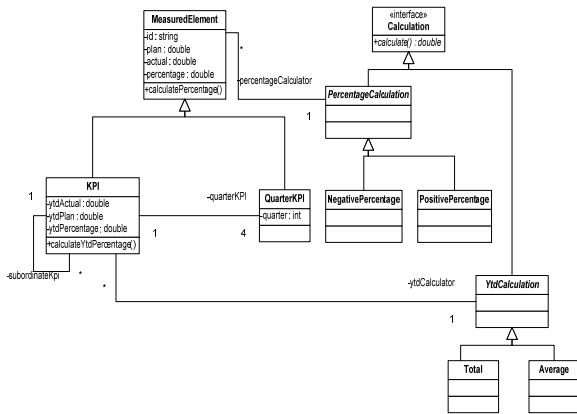 MeasuredElement
-id : string
-plan : double
-actual : double
-percentage : double
+calculatePercentage()
«interface»
Calculation
+calculate() : double
*
-percentageCalculator
1
PercentageCalculation
KPI
-ytdActual : double
-ytdPlan : double
-ytdPercentage : double
+calculateYtdPercentage()
1
-subordinateKpi
*
*
1
-quarterKPI
4
QuarterKPI
-quarter : int
NegativePercentage
PositivePercentage
-ytdCalculator
1
YtdCalculation
Total
Average